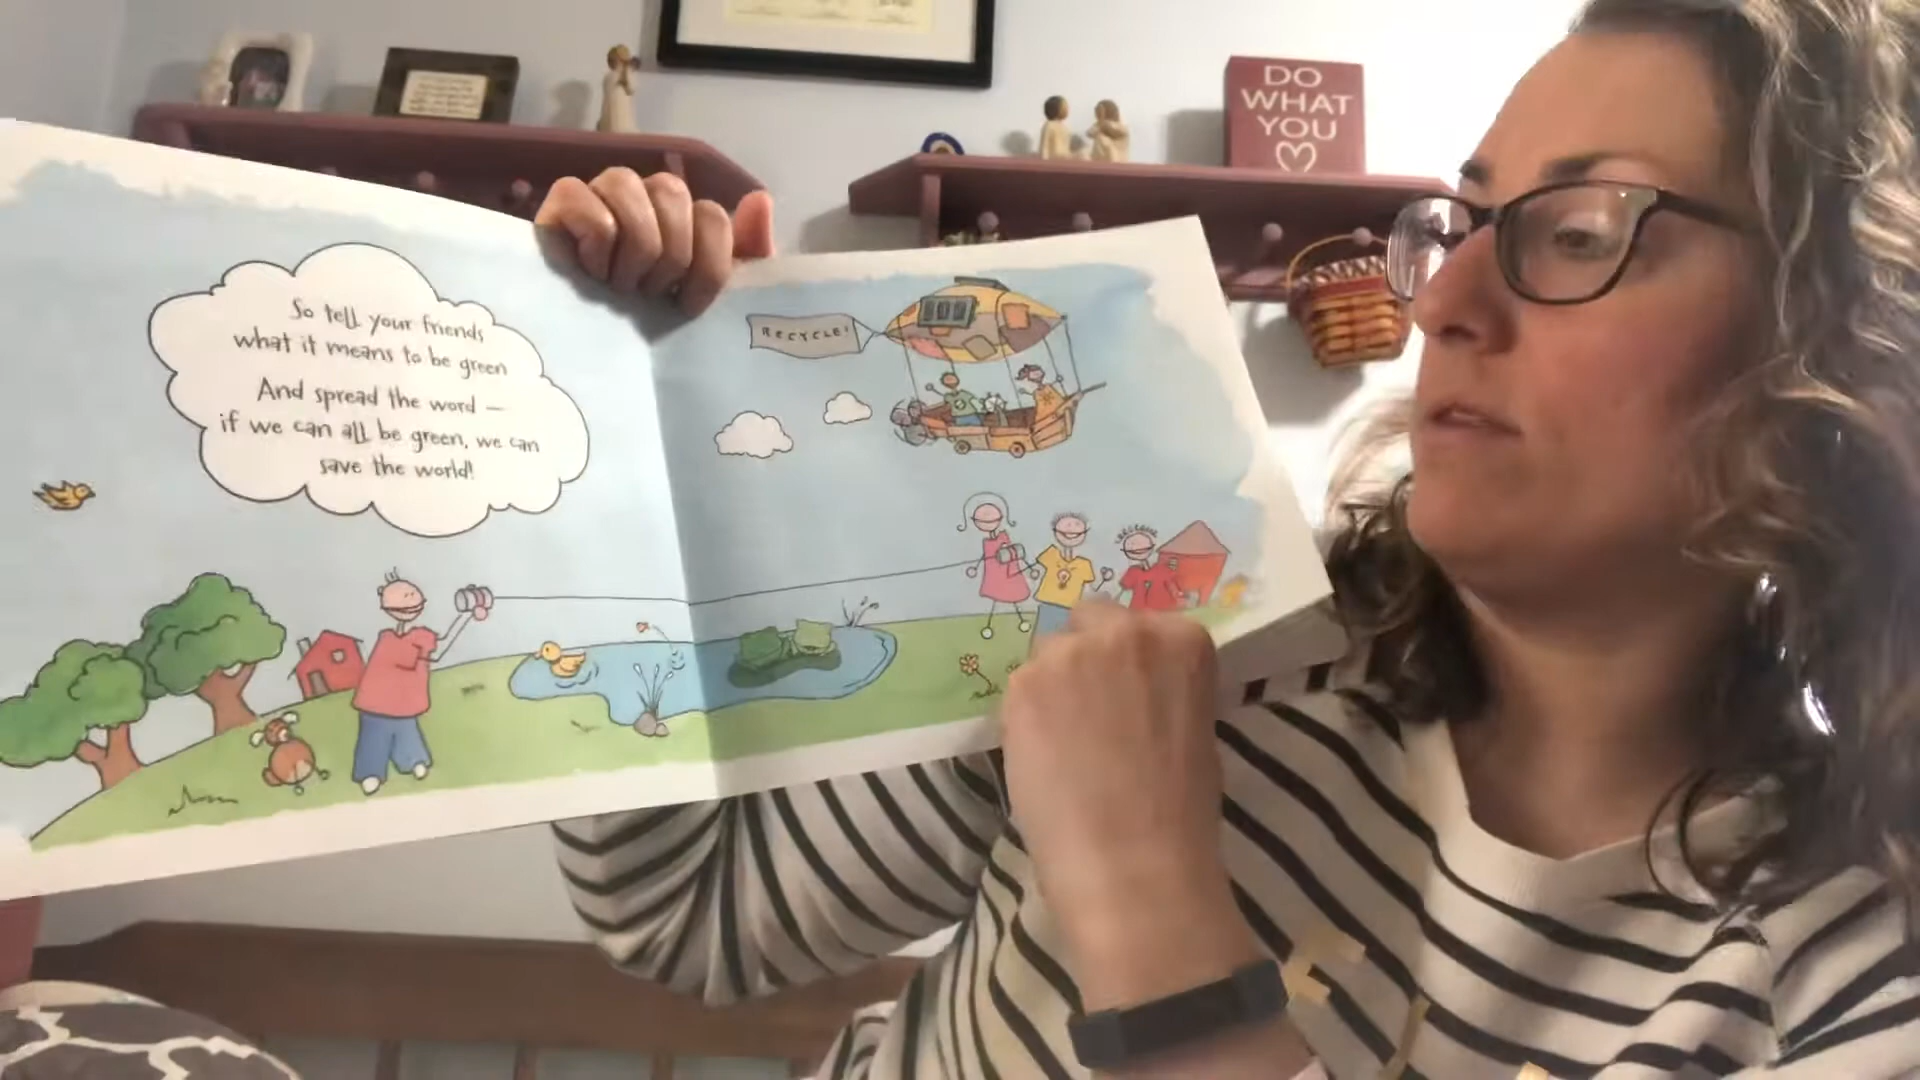 DO
WHAT
YOU
So tell your friends
what it means to be green
And spread the word —
if we can all be green, we can
save the world!
RECYCLE!